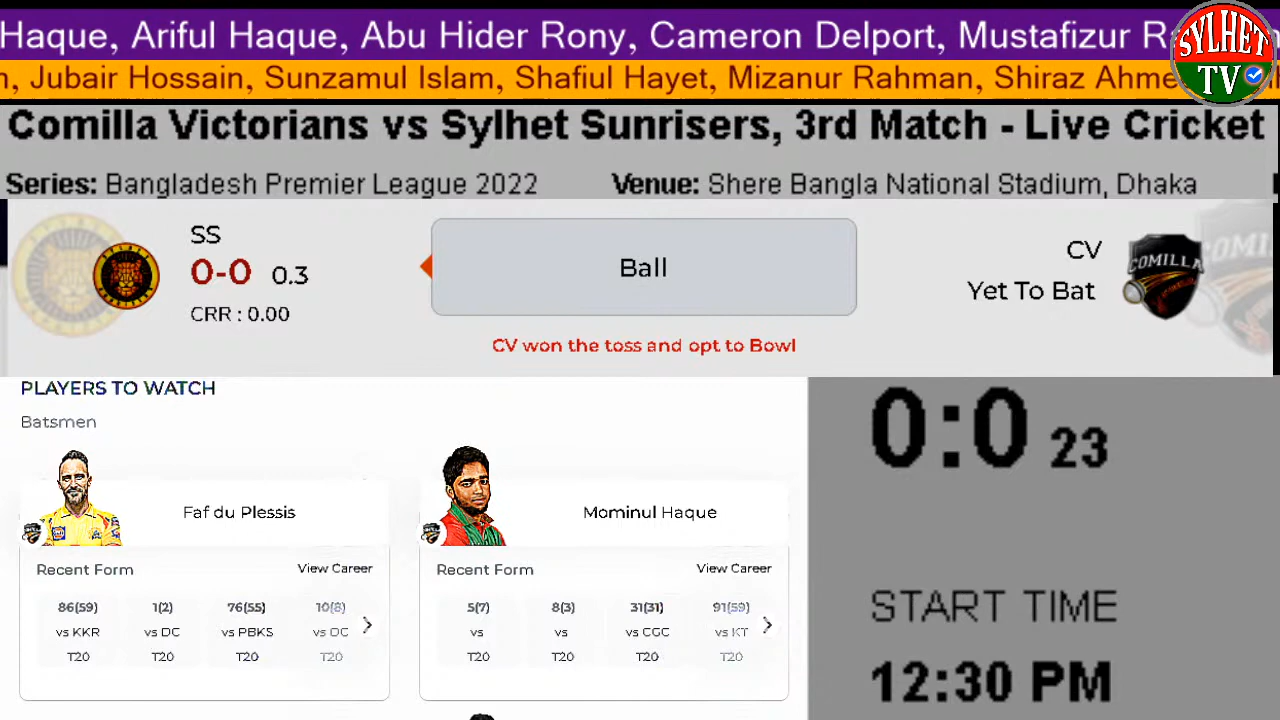 Haque, Ariful Haque, Abu Hider Rony, Cameron Delport, Mustafizur
SYLHET
TV
Jubair Hossain, Sunzamul Islam, Shafiul Hayet, Mizanur Rahman, Shiraz Ahme
Comilla Victorians vs Sylhet Sunrisers, 3rd Match - Live Cricket
Series: Bangladesh Premier League 2022 Venue: Shere Bangla National Stadium, Dhaka
SS
0-0 0.3
CRR : 0.00
Ball
CV won the toss and opt to Bowl
CV
Yet To Bat
COMILLA
PLAYERS TO WATCH
Batsmen
Faf du Plessis
Recent Form View Career
86(59) 1(2) 76(55) 10(8)
vs KKR vs DC vs PBKS vs DC
T20 T20 T20 T20
Mominul Haque
Recent Form View Career
5(7) 8(3) 31(31) 91(59)
vs vs vs CGC vs KT
T20 T20 T20 T20
0:0 23
START TIME
12:30 PM